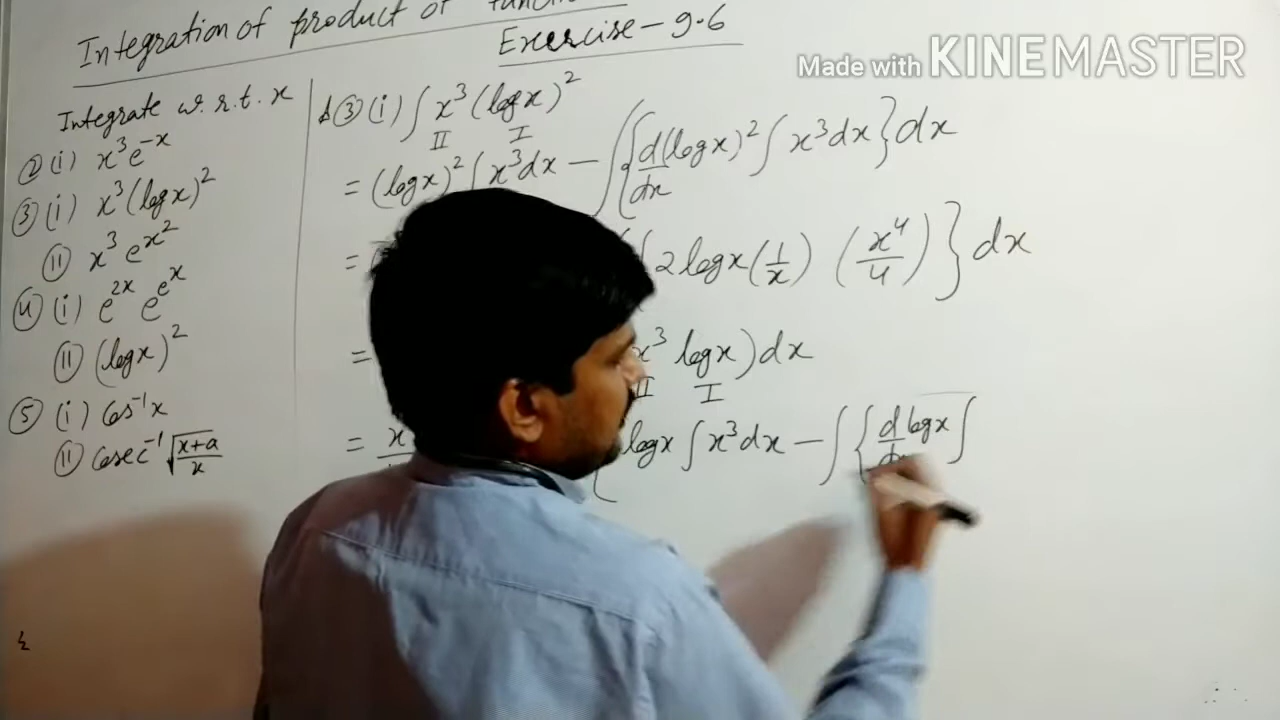 Integration of product of
Exercise - 9.6
Made with KINEMASTER
Integrate w.r.t. x
② (i) x³e⁻ˣ
③ (i) x³(logx)²
(II) x³ e^{x²}
④ (i) e^{2x} e^{e^x}
(II) (logx)²
⑤ (i) Cos⁻¹x
(II) Cosec⁻¹ √((x+a)/x)
③ (i) ∫ x³ (logx)²
II I
= (logx)² ∫ x³dx − ∫ { d/dx (logx)² ∫ x³dx } dx
= 2 logx (1/x) (x⁴/4) } dx
= x³ logx ) dx
II I
= x logx ∫ x³dx − ∫ { d/dx logx ∫